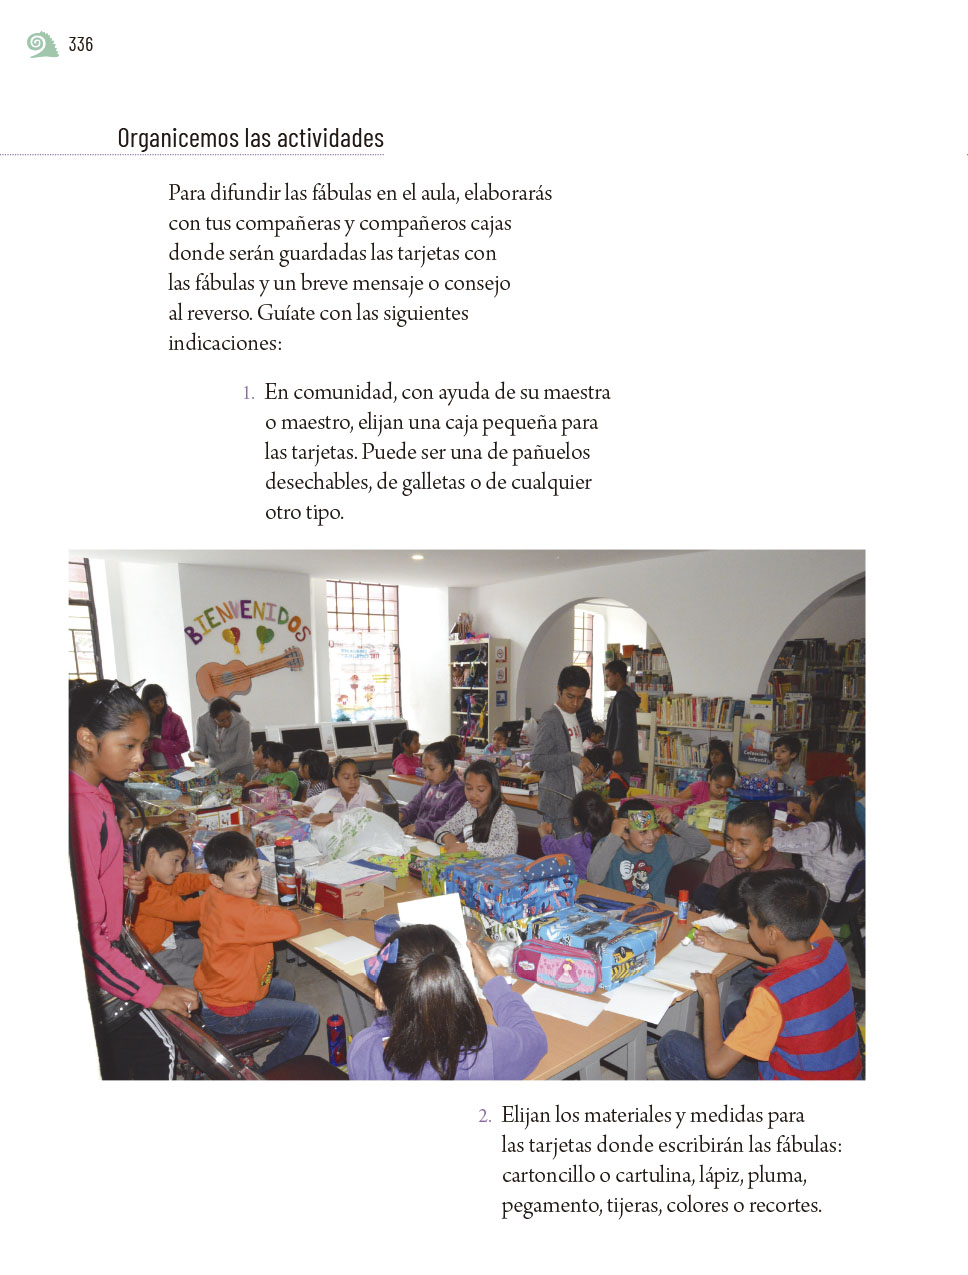 336
Organicemos las actividades
Para difundir las fábulas en el aula, elaborarás
con tus compañeras y compañeros cajas
donde serán guardadas las tarjetas con
las fábulas y un breve mensaje o consejo
al reverso. Guíate con las siguientes
indicaciones:
1. En comunidad, con ayuda de su maestra
o maestro, elijan una caja pequeña para
las tarjetas. Puede ser una de pañuelos
desechables, de galletas o de cualquier
otro tipo.
BIENVENIDOS
Colección
infantil
2. Elijan los materiales y medidas para
las tarjetas donde escribirán las fábulas:
cartoncillo o cartulina, lápiz, pluma,
pegamento, tijeras, colores o recortes.